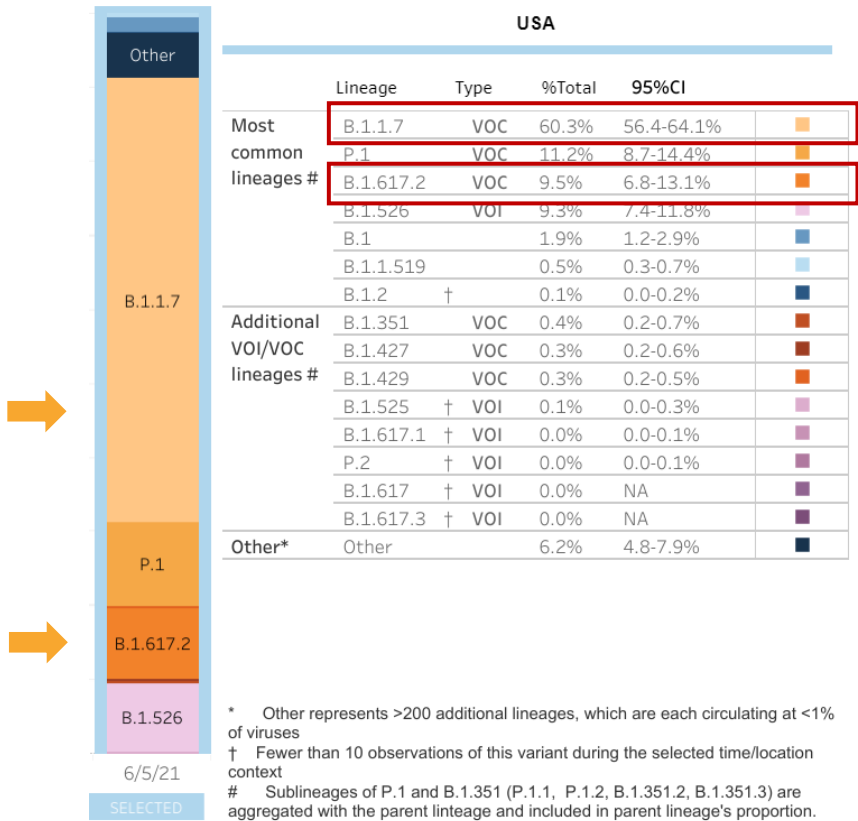 USA
Other
B.1.1.7
P.1
B.1.617.2
B.1.526
6/5/21
SELECTED
Lineage Type %Total 95%CI
Most common lineages #
B.1.1.7 VOC 60.3% 56.4-64.1%
P.1 VOC 11.2% 8.7-14.4%
B.1.617.2 VOC 9.5% 6.8-13.1%
B.1.526 VOI 9.3% 7.4-11.8%
B.1 1.9% 1.2-2.9%
B.1.1.519 0.5% 0.3-0.7%
B.1.2 † 0.1% 0.0-0.2%
Additional VOI/VOC lineages #
B.1.351 VOC 0.4% 0.2-0.7%
B.1.427 VOC 0.3% 0.2-0.6%
B.1.429 VOC 0.3% 0.2-0.5%
B.1.525 † VOI 0.1% 0.0-0.3%
B.1.617.1 † VOI 0.0% 0.0-0.1%
P.2 † VOI 0.0% 0.0-0.1%
B.1.617 † VOI 0.0% NA
B.1.617.3 † VOI 0.0% NA
Other* Other 6.2% 4.8-7.9%
* Other represents >200 additional lineages, which are each circulating at <1%
of viruses
† Fewer than 10 observations of this variant during the selected time/location
context
# Sublineages of P.1 and B.1.351 (P.1.1, P.1.2, B.1.351.2, B.1.351.3) are
aggregated with the parent linteage and included in parent lineage's proportion.